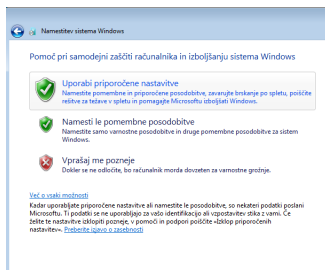 Namestitev sistema Windows
Pomoč pri samodejni zaščiti računalnika in izboljšanju sistema Windows
Uporabi priporočene nastavitve
Namestite pomembne in priporočene posodobitve, zavarujte brskanje po spletu, poiščite
rešitve za težave v spletu in pomagajte Microsoftu izboljšati Windows.
Namesti le pomembne posodobitve
Namestite samo varnostne posodobitve in druge pomembne posodobitve za sistem
Windows.
Vprašaj me pozneje
Dokler se ne odločite, bo računalnik morda dovzeten za varnostne grožnje.
Več o vsaki možnosti
Kadar uporabljate priporočene nastavitve ali namestite le posodobitve, so nekateri podatki poslani
Microsoftu. Ti podatki se ne uporabljajo za vašo identifikacijo ali vzpostavitev stika z vami. Če
želite te nastavitve izklopiti pozneje, v pomoči in podpori poiščite »Izklop priporočenih
nastavitev«. Preberite izjavo o zasebnosti